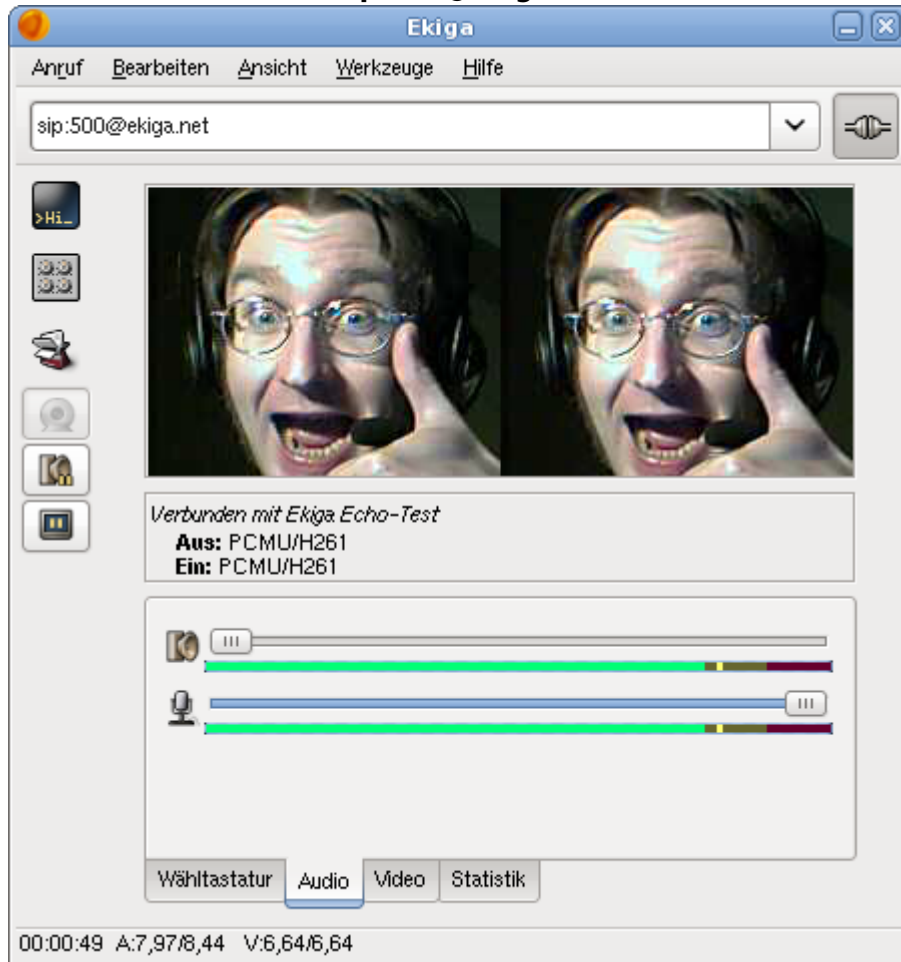 Ekiga
Anruf Bearbeiten Ansicht Werkzeuge Hilfe
sip:500@ekiga.net
>Hi_
Verbunden mit Ekiga Echo-Test
Aus: PCMU/H261
Ein: PCMU/H261
Wähltastatur Audio Video Statistik
00:00:49 A:7,97/8,44 V:6,64/6,64